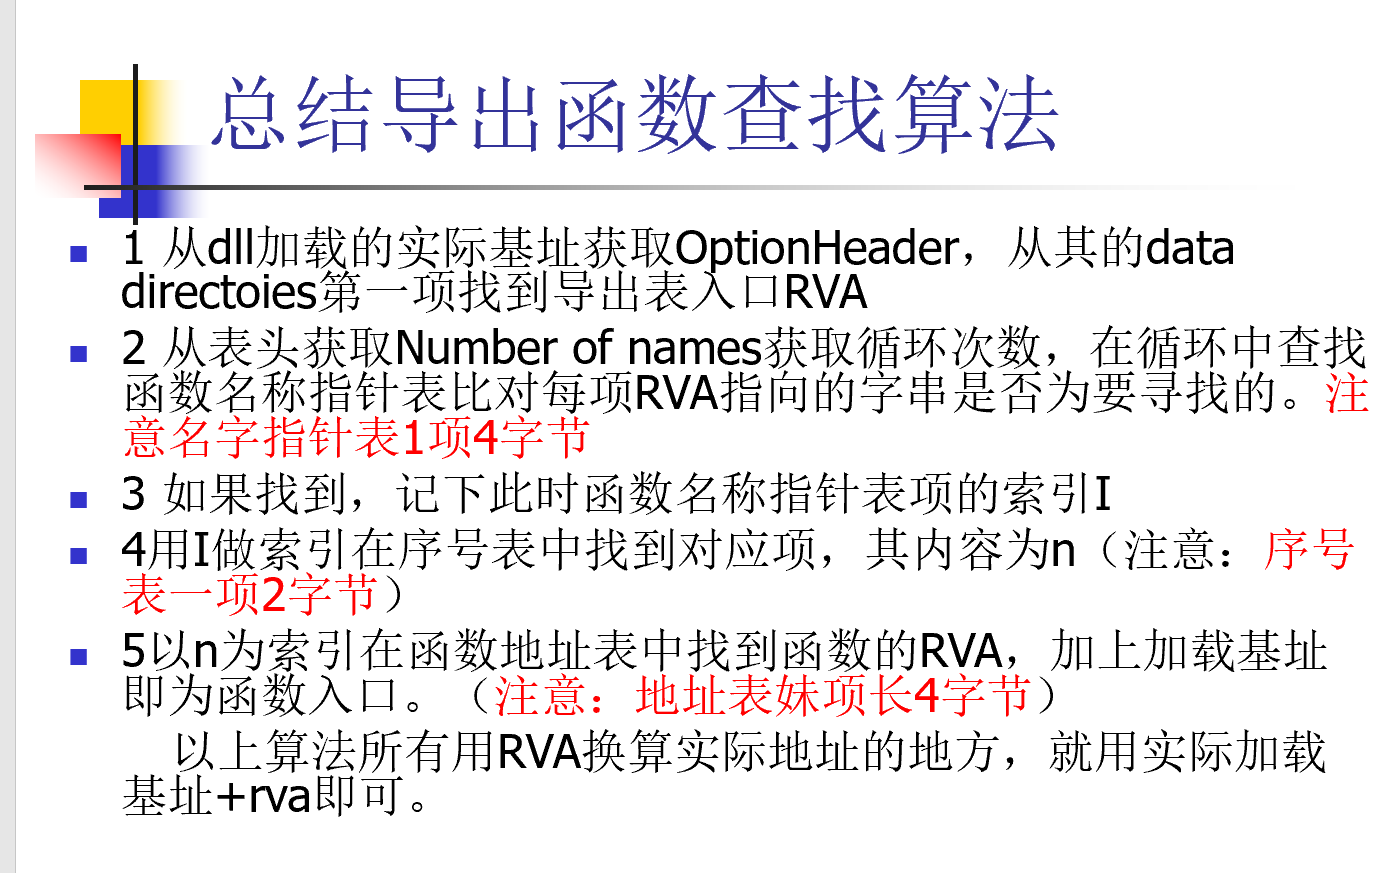 总结导出函数查找算法
1 从dll加载的实际基址获取OptionHeader，从其的data
directoies第一项找到导出表入口RVA
2 从表头获取Number of names获取循环次数，在循环中查找
函数名称指针表比对每项RVA指向的字串是否为要寻找的。注
意名字指针表1项4字节
3 如果找到，记下此时函数名称指针表项的索引I
4用I做索引在序号表中找到对应项，其内容为n（注意：序号
表一项2字节）
5以n为索引在函数地址表中找到函数的RVA，加上加载基址
即为函数入口。（注意：地址表妹项长4字节）
以上算法所有用RVA换算实际地址的地方，就用实际加载
基址+rva即可。